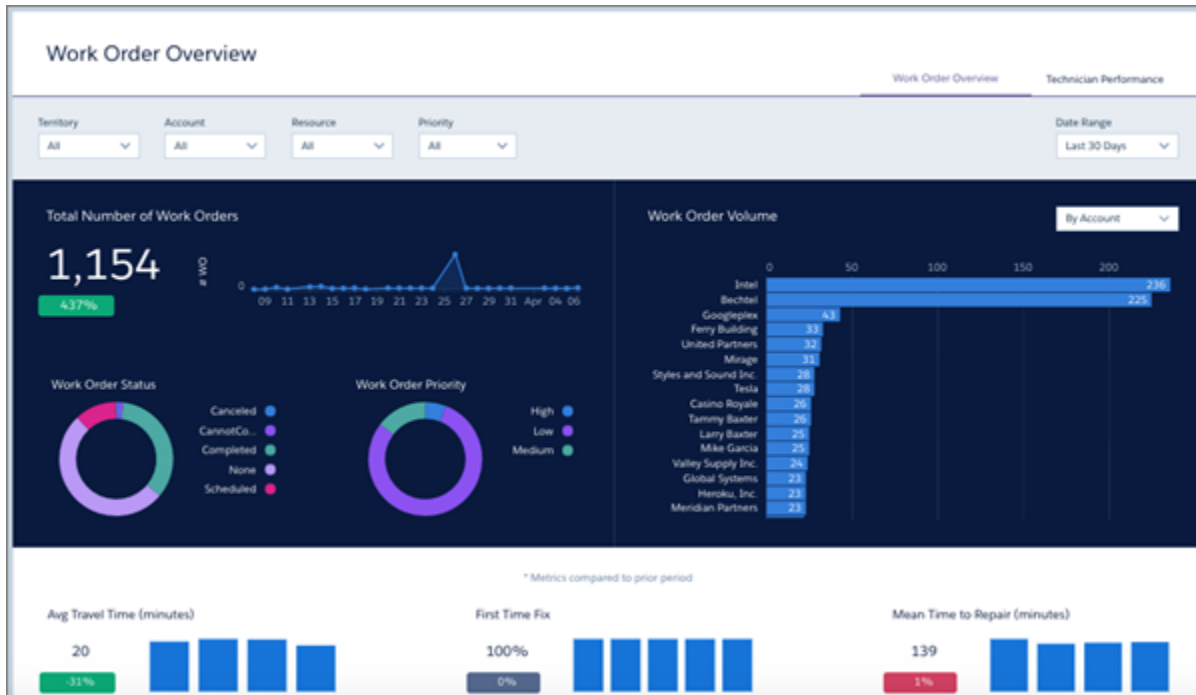 Work Order Overview
Work Order Overview
Technician Performance
Territory
Account
Resource
Priority
Date Range
All
All
All
All
Last 30 Days
Total Number of Work Orders
1,154
437%
# WO
0
09 11 13 15 17 19 21 23 25 27 29 31 Apr 04 06
Work Order Status
Canceled
CannotCo...
Completed
None
Scheduled
Work Order Priority
High
Low
Medium
Work Order Volume
By Account
0 50 100 150 200
Intel 236
Bechtel 225
Googleplex 43
Ferry Building 33
United Partners 32
Mirage 31
Styles and Sound Inc. 28
Tesla 28
Casino Royale 26
Tammy Baxter 26
Larry Baxter 25
Mike Garcia 25
Valley Supply Inc. 24
Global Systems 23
Heroku, Inc. 23
Meridian Partners 23
* Metrics compared to prior period
Avg Travel Time (minutes)
20
-31%
First Time Fix
100%
0%
Mean Time to Repair (minutes)
139
1%